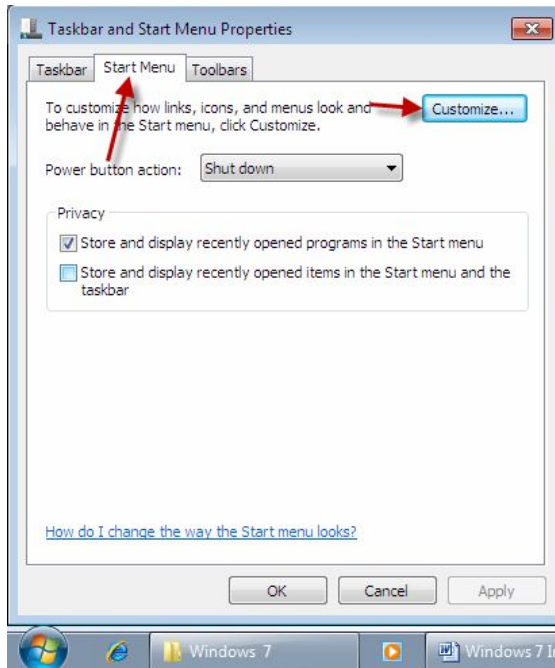 Taskbar and Start Menu Properties
Taskbar Start Menu Toolbars
To customize how links, icons, and menus look and
behave in the Start menu, click Customize.
Customize...
Power button action: Shut down
Privacy
Store and display recently opened programs in the Start menu
Store and display recently opened items in the Start menu and the
taskbar
How do I change the way the Start menu looks?
OK Cancel Apply
Windows 7 Windows 7